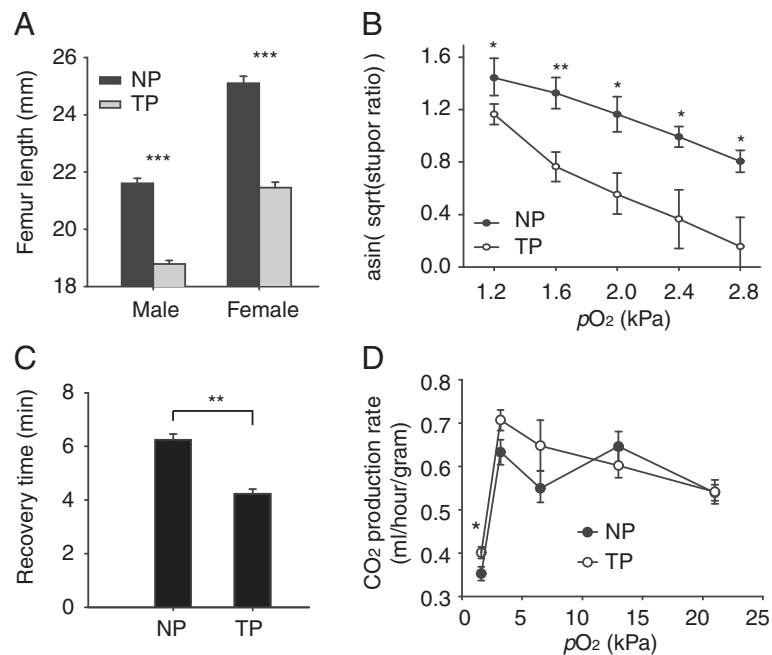 A
Femur length (mm)
26
24
22
20
18
NP
TP
***
***
Male
Female
B
asin( sqrt(stupor ratio) )
1.6
1.2
0.8
0.4
0.0
*
**
*
*
*
NP
TP
1.2
1.6
2.0
2.4
2.8
pO2 (kPa)
C
Recovery time (min)
8
6
4
2
0
**
NP
TP
D
CO2 production rate
(ml/hour/gram)
0.8
0.7
0.6
0.5
0.4
0.3
*
NP
TP
0
5
10
15
20
25
pO2 (kPa)